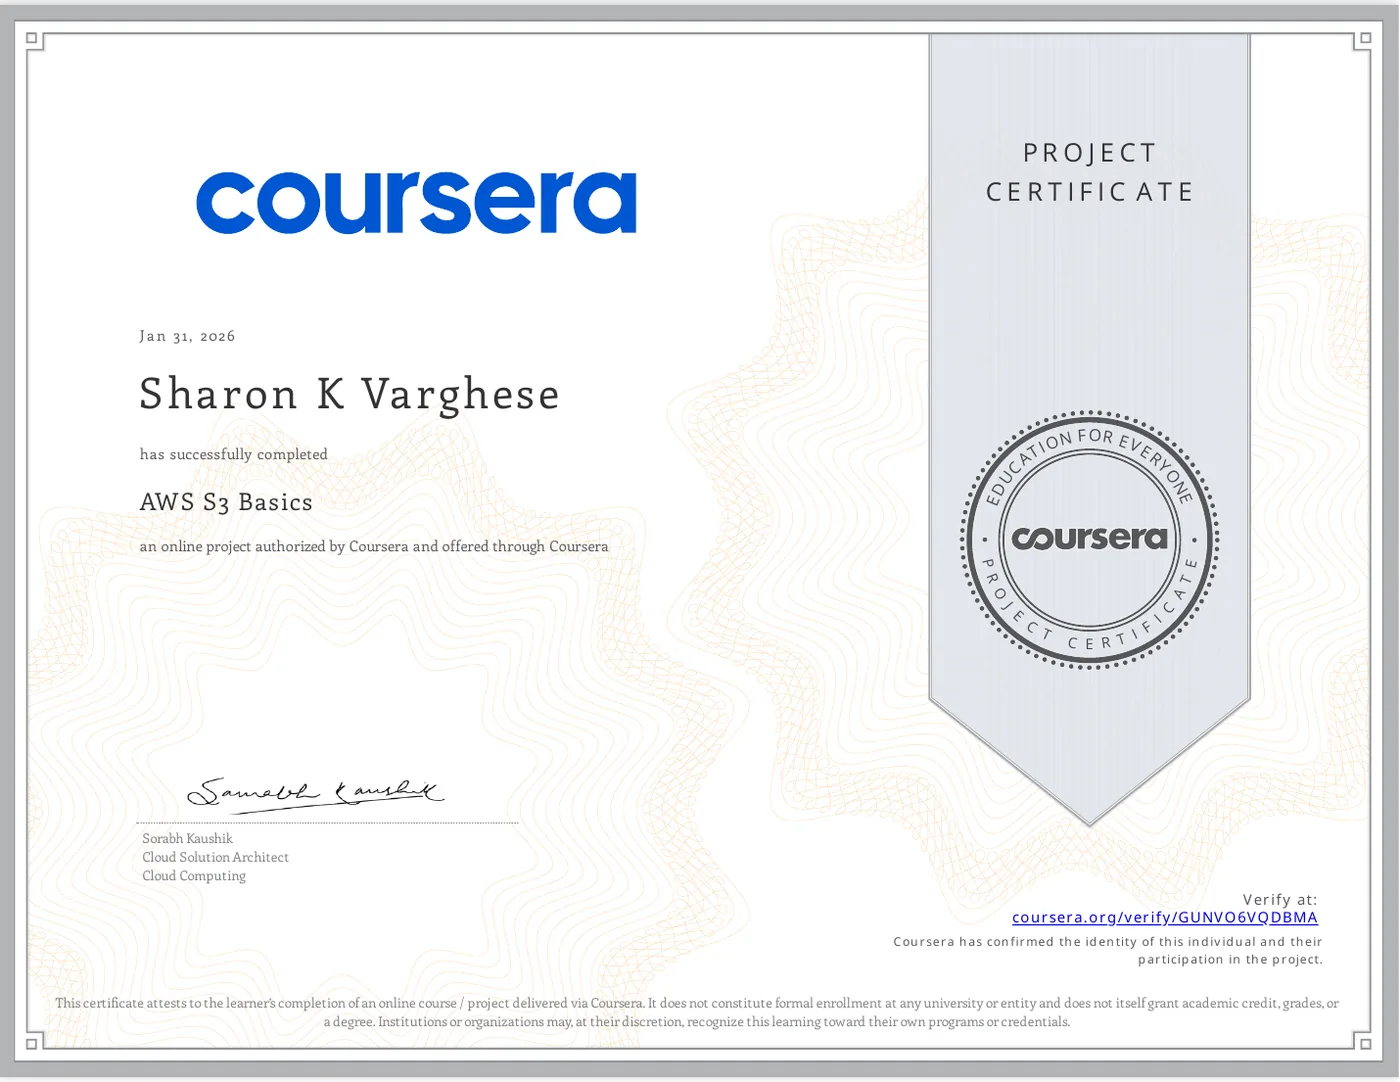 coursera
PROJECT
CERTIFICATE
Jan 31, 2026
Sharon K Varghese
has successfully completed
AWS S3 Basics
an online project authorized by Coursera and offered through Coursera
EDUCATION FOR EVERYONE
coursera
PROJECT CERTIFICATE
Sorabh Kaushik
Sorabh Kaushik
Cloud Solution Architect
Cloud Computing
Verify at:
coursera.org/verify/GUNVO6VQDBMA
Coursera has confirmed the identity of this individual and their
participation in the project.
This certificate attests to the learner's completion of an online course / project delivered via Coursera. It does not constitute formal enrollment at any university or entity and does not itself grant academic credit, grades, or
a degree. Institutions or organizations may, at their discretion, recognize this learning toward their own programs or credentials.